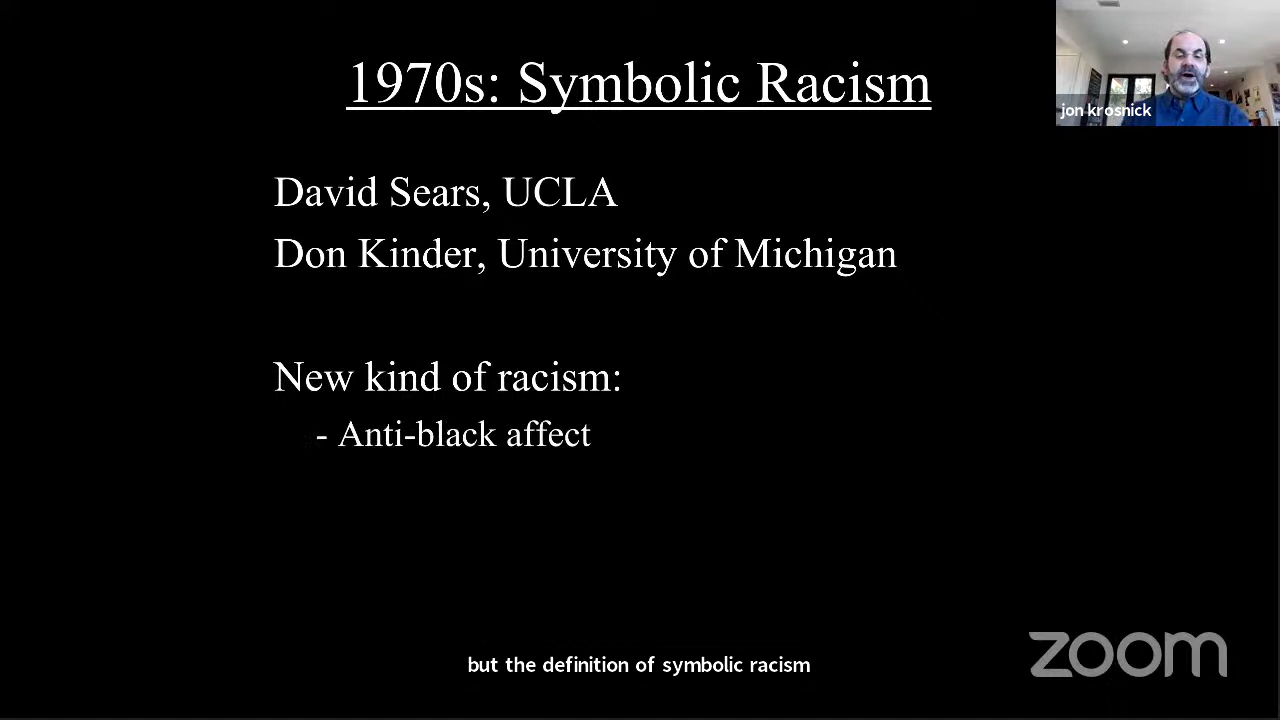 1970s: Symbolic Racism
jon krosnick
David Sears, UCLA
Don Kinder, University of Michigan
New kind of racism:
- Anti-black affect
but the definition of symbolic racism
zoom